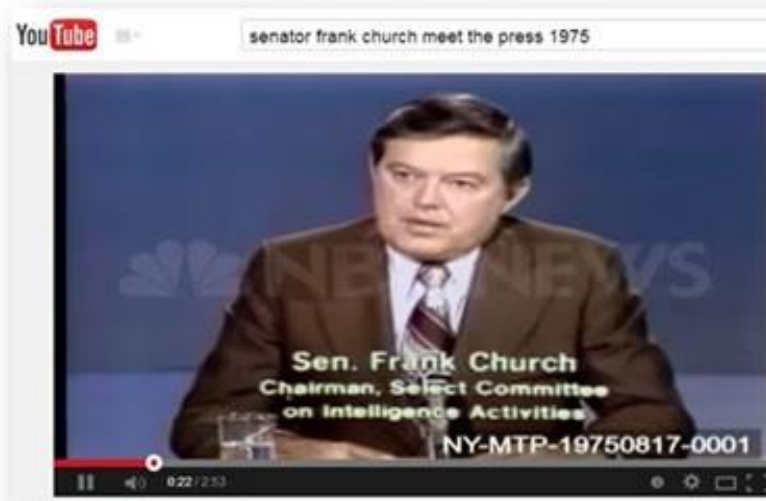 YouTube
senator frank church meet the press 1975
NBC NEWS
Sen. Frank Church
Chairman, Select Committee
on Intelligence Activities
NY-MTP-19750817-0001
0:22 / 2:53